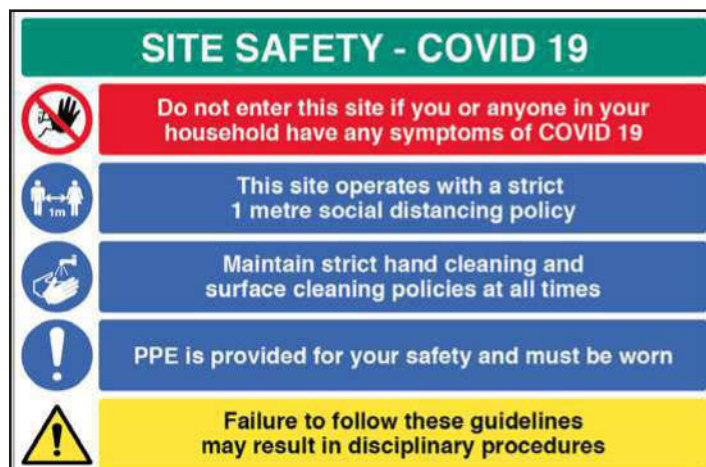 SITE SAFETY - COVID 19
Do not enter this site if you or anyone in your
household have any symptoms of COVID 19
This site operates with a strict
1 metre social distancing policy
1m
Maintain strict hand cleaning and
surface cleaning policies at all times
PPE is provided for your safety and must be worn
Failure to follow these guidelines
may result in disciplinary procedures